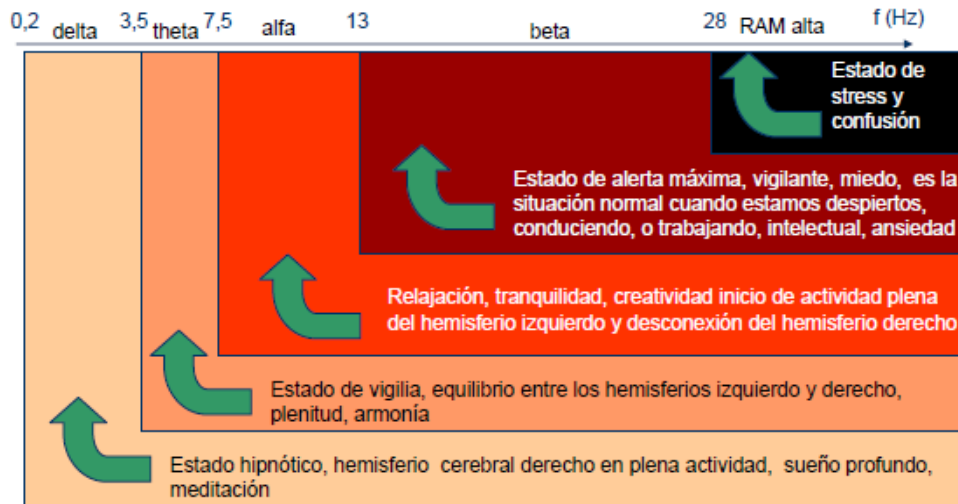 0,2 delta 3,5 theta 7,5 alfa 13 beta 28 RAM alta f (Hz)
Estado de
stress y
confusión
Estado de alerta máxima, vigilante, miedo, es la
situación normal cuando estamos despiertos,
conduciendo, o trabajando, intelectual, ansiedad
Relajación, tranquilidad, creatividad inicio de actividad plena
del hemisferio izquierdo y desconexión del hemisferio derecho
Estado de vigilia, equilibrio entre los hemisferios izquierdo y derecho,
plenitud, armonía
Estado hipnótico, hemisferio cerebral derecho en plena actividad, sueño profundo,
meditación